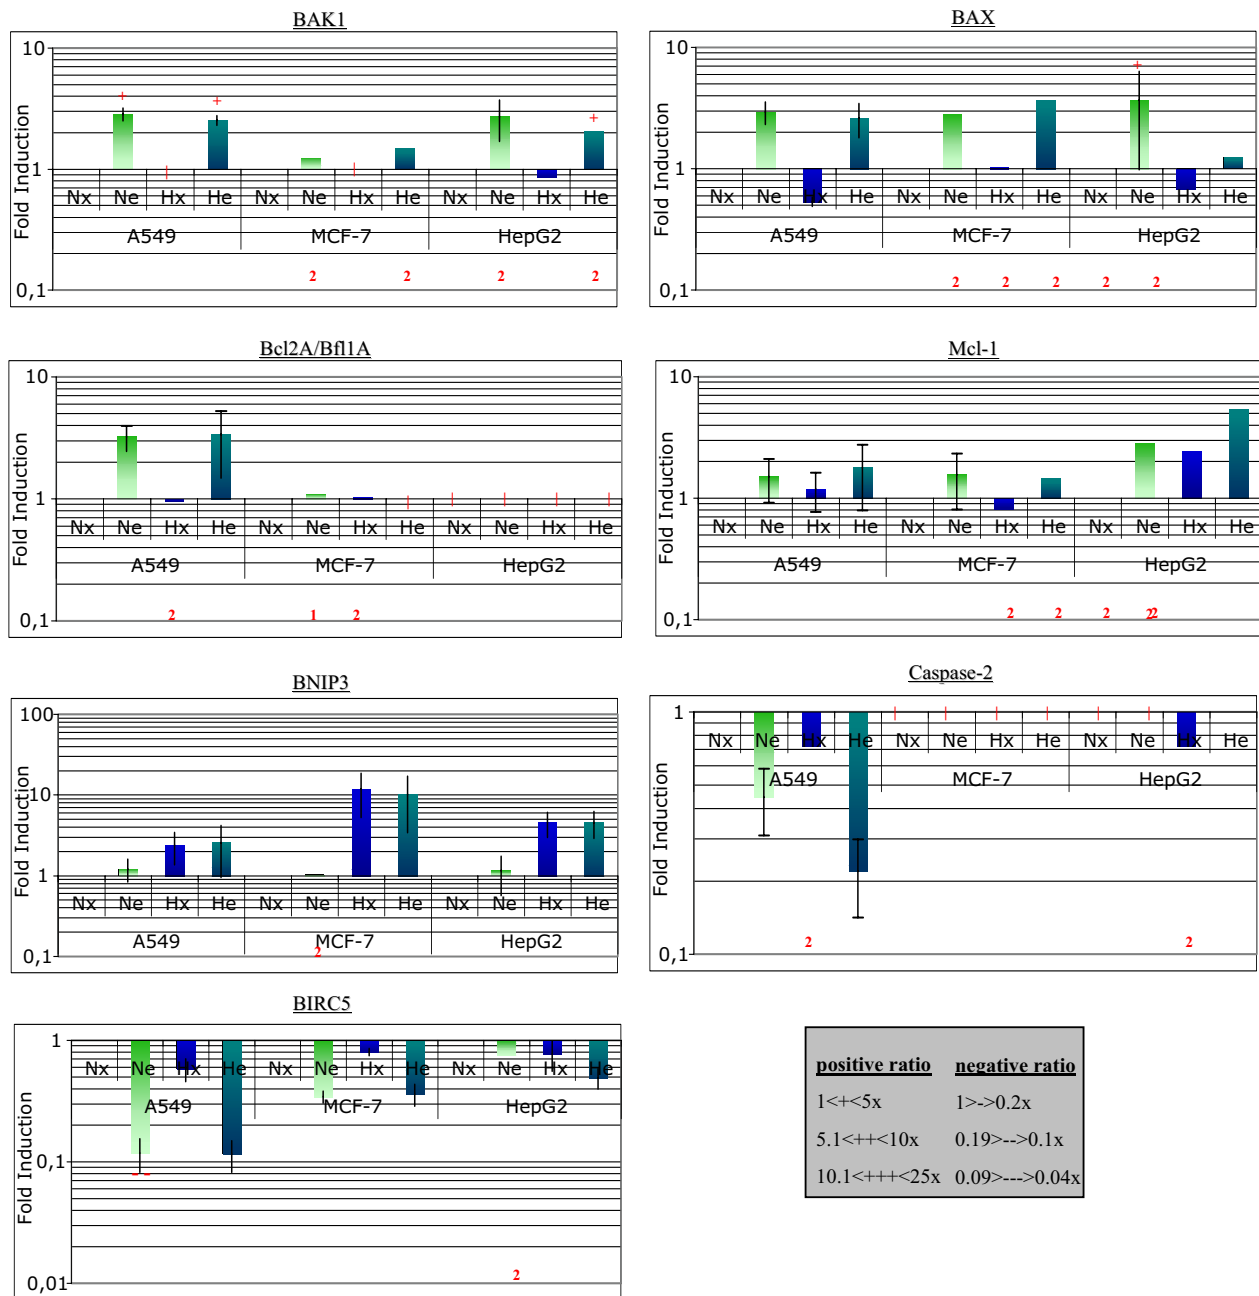 BAK1
10
1
0,1
Fold Induction
Nx Ne Hx He Nx Ne Hx He Nx Ne Hx He
A549 MCF-7 HepG2
+ + +
2 2 2 2
BAX
10
1
0,1
Fold Induction
Nx Ne Hx He Nx Ne Hx He Nx Ne Hx He
A549 MCF-7 HepG2
+
2 2 2 2 2
Bcl2A/Bfl1A
10
1
0,1
Fold Induction
Nx Ne Hx He Nx Ne Hx He Nx Ne Hx He
A549 MCF-7 HepG2
2 1 2
Mcl-1
10
1
0,1
Fold Induction
Nx Ne Hx He Nx Ne Hx He Nx Ne Hx He
A549 MCF-7 HepG2
2 2 2 2 2
BNIP3
100
10
1
0,1
Fold Induction
Nx Ne Hx He Nx Ne Hx He Nx Ne Hx He
A549 MCF-7 HepG2
2
Caspase-2
1
0,1
Fold Induction
Nx Ne Hx He Nx Ne Hx He Nx Ne Hx He
A549 MCF-7 HepG2
2 2
BIRC5
1
0,1
0,01
Fold Induction
Nx Ne Hx He Nx Ne Hx He Nx Ne Hx He
A549 MCF-7 HepG2
--
2
positive ratio negative ratio
1<+<5x 1>->0.2x
5.1<++<10x 0.19>-->0.1x
10.1<+++<25x 0.09>--->0.04x